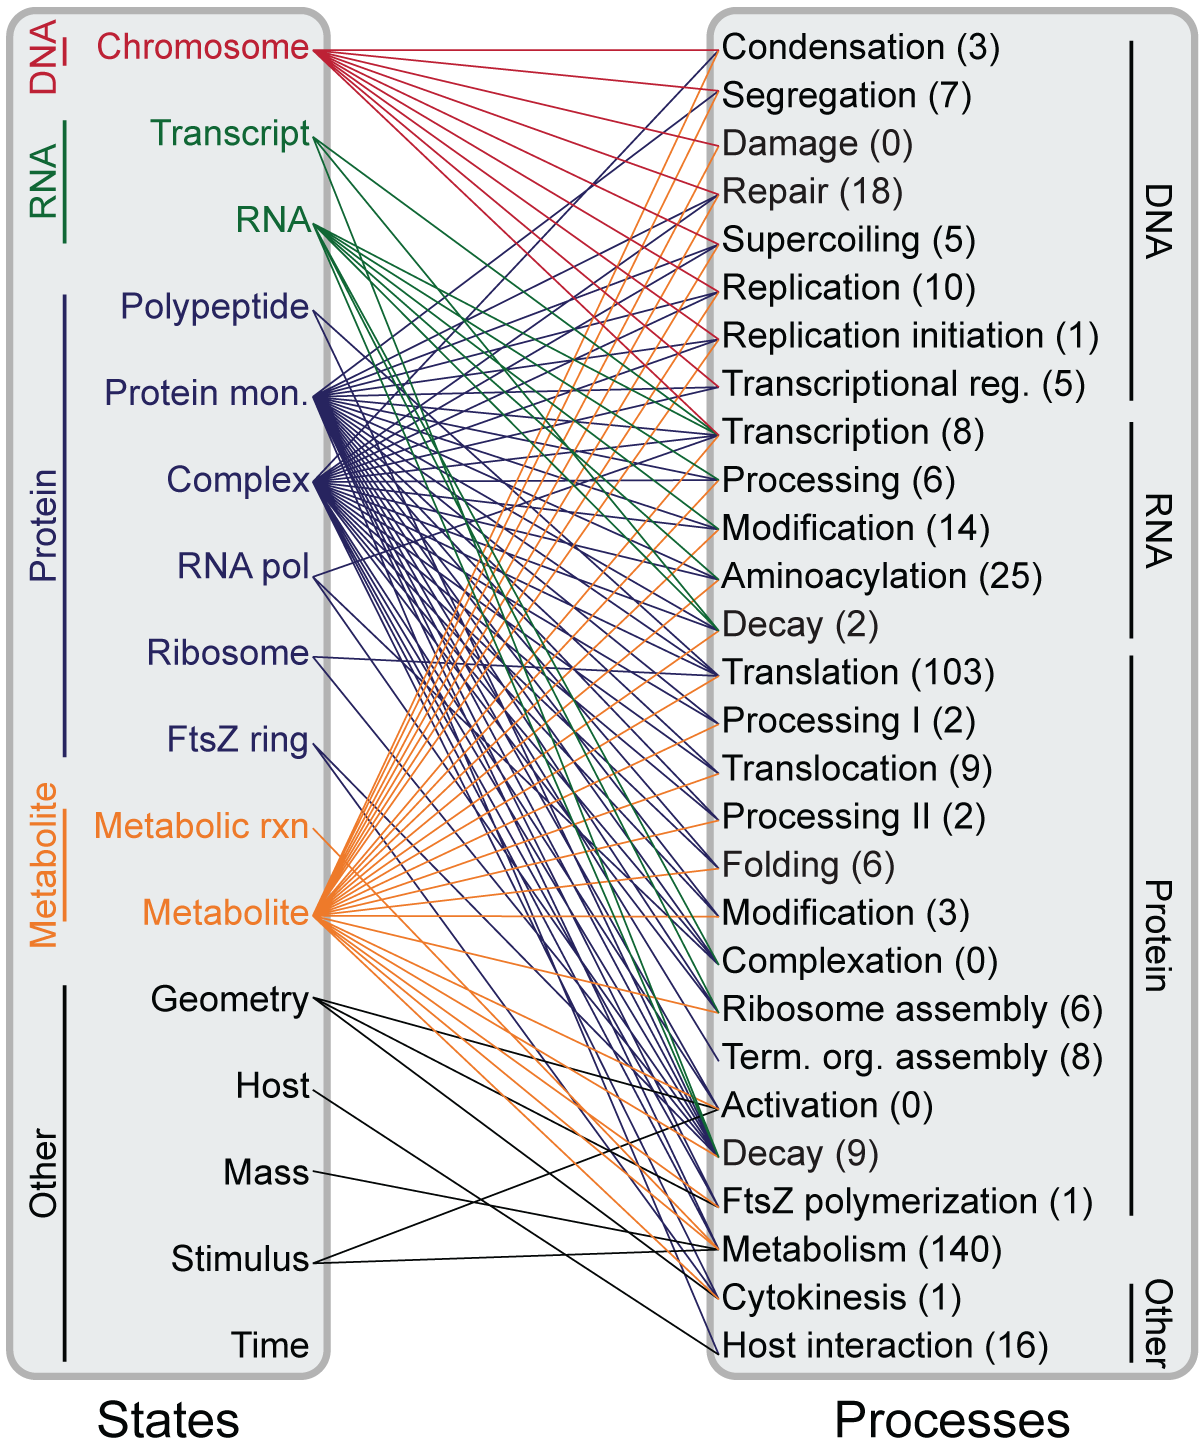 DNA
Chromosome
RNA
Transcript
RNA
Protein
Polypeptide
Protein mon.
Complex
RNA pol
Ribosome
FtsZ ring
Metabolite
Metabolic rxn
Metabolite
Other
Geometry
Host
Mass
Stimulus
Time
States
Condensation (3)
Segregation (7)
Damage (0)
Repair (18)
Supercoiling (5)
Replication (10)
Replication initiation (1)
Transcriptional reg. (5)
DNA
Transcription (8)
Processing (6)
Modification (14)
Aminoacylation (25)
Decay (2)
RNA
Translation (103)
Processing I (2)
Translocation (9)
Processing II (2)
Folding (6)
Modification (3)
Complexation (0)
Ribosome assembly (6)
Term. org. assembly (8)
Activation (0)
Decay (9)
FtsZ polymerization (1)
Protein
Metabolism (140)
Cytokinesis (1)
Host interaction (16)
Other
Processes